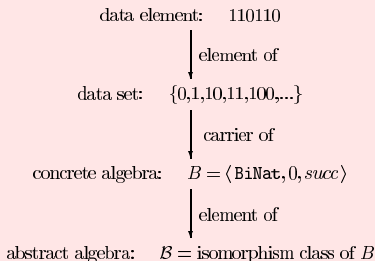 data element: 110110
element of
data set: {0,1,10,11,100,...}
carrier of
concrete algebra: B = ⟨ BiNat, 0, succ ⟩
element of
abstract algebra: ℬ = isomorphism class of B